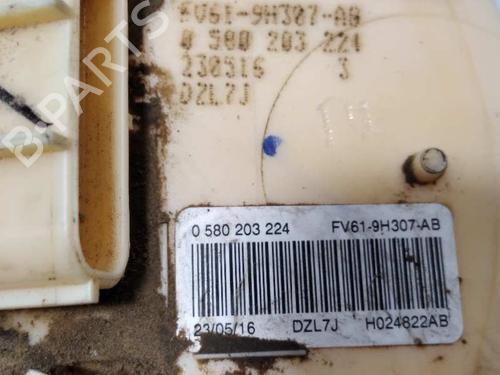 FV61-9H307-AB
0 580 203 224
230516 3
DZL7J
B-PARTS
0 580 203 224 FV61-9H307-AB
23/05/16 DZL7J H024822AB